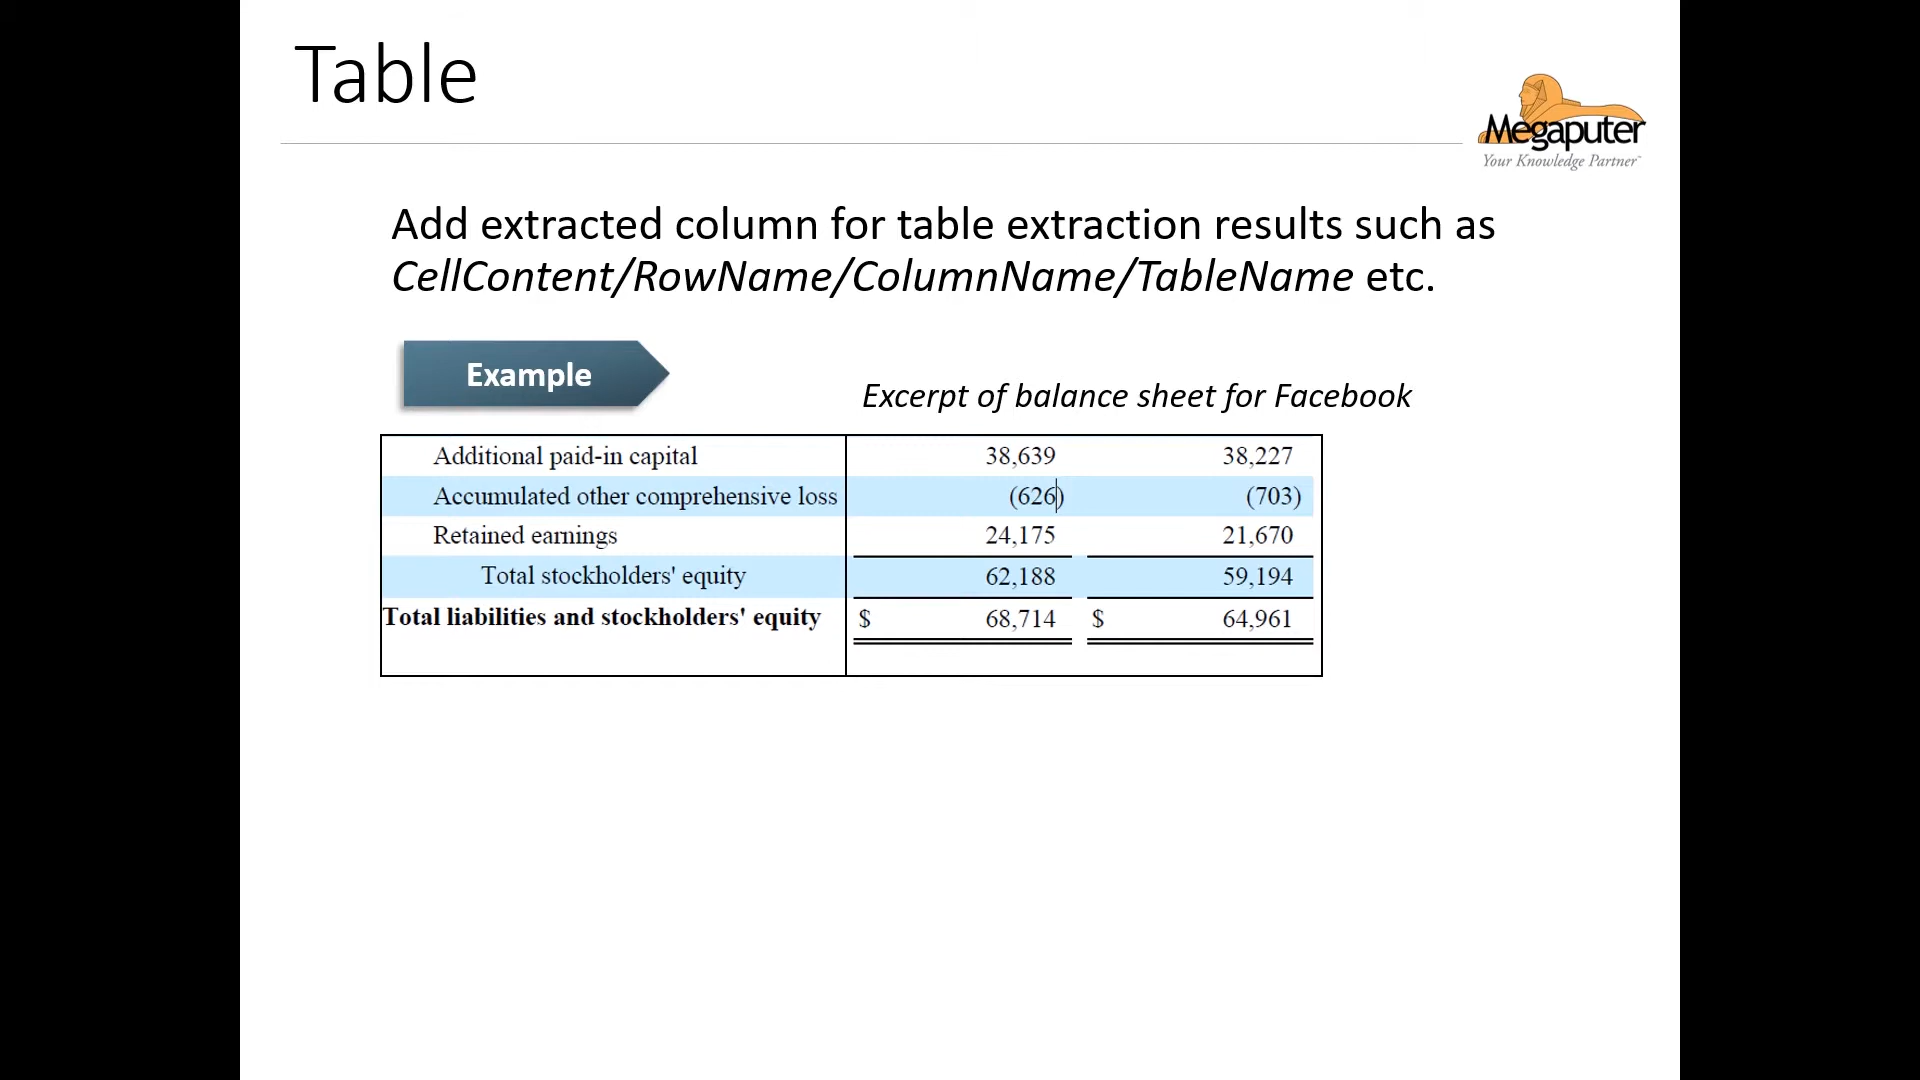 Table
Megaputer
Your Knowledge Partner™
Add extracted column for table extraction results such as
CellContent/RowName/ColumnName/TableName etc.
Example
Excerpt of balance sheet for Facebook
Additional paid-in capital 38,639 38,227
Accumulated other comprehensive loss (626) (703)
Retained earnings 24,175 21,670
Total stockholders' equity 62,188 59,194
Total liabilities and stockholders' equity $ 68,714 $ 64,961